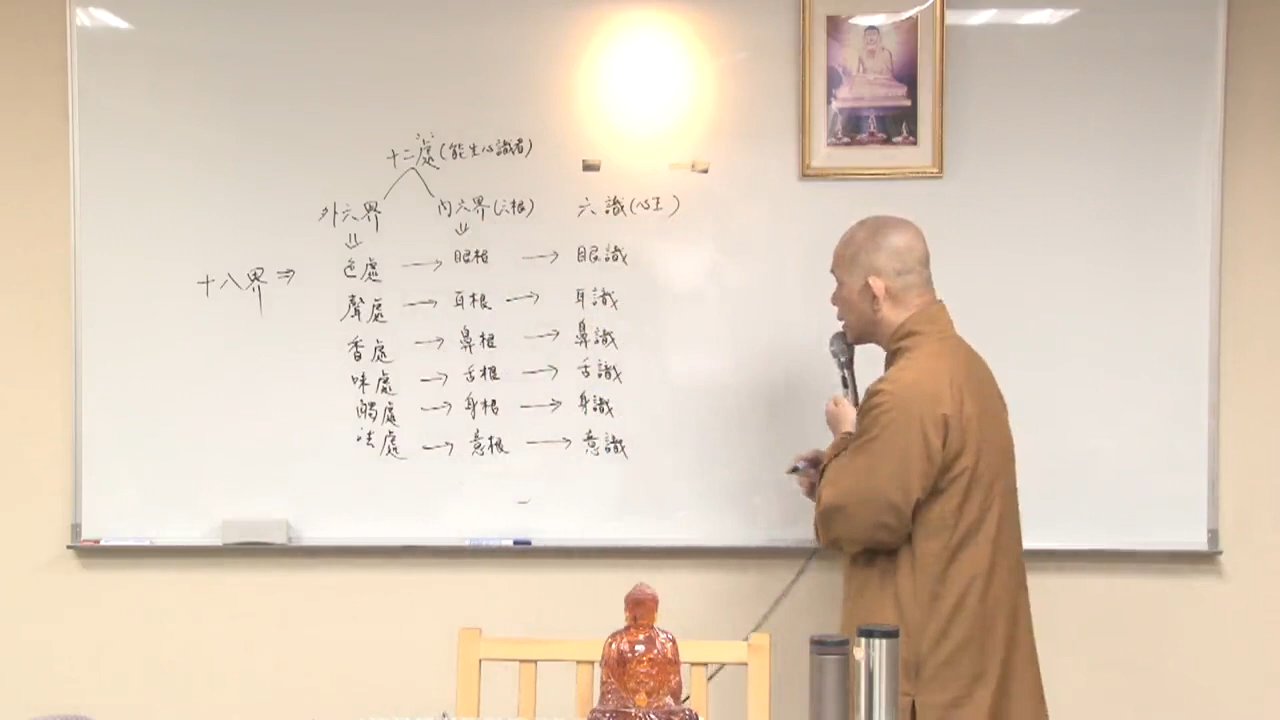 十二處(能生心識者)
外六界 內六界(六根) 六識(心王)
十八界 ⇒ 色處 → 眼根 → 眼識
聲處 → 耳根 → 耳識
香處 → 鼻根 → 鼻識
味處 → 舌根 → 舌識
觸處 → 身根 → 身識
法處 → 意根 → 意識